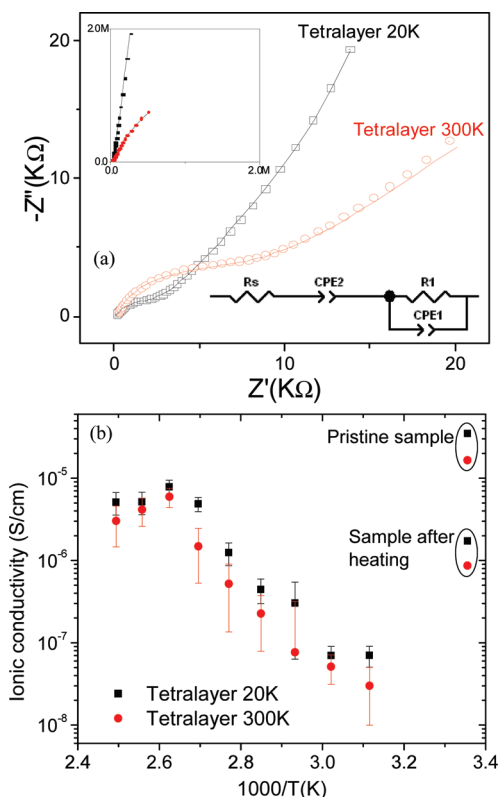 Tetralayer 20K
Tetralayer 300K
2.0M
0.0
0.0
2.0M
20
10
0
-Z''(KΩ)
(a)
Rs
CPE2
R1
CPE1
0
10
20
Z'(KΩ)
(b)
Pristine sample
Sample after
heating
10⁻⁵
10⁻⁶
10⁻⁷
10⁻⁸
Ionic conductivity (S/cm)
Tetralayer 20K
Tetralayer 300K
2.4
2.6
2.8
3.0
3.2
3.4
1000/T(K)